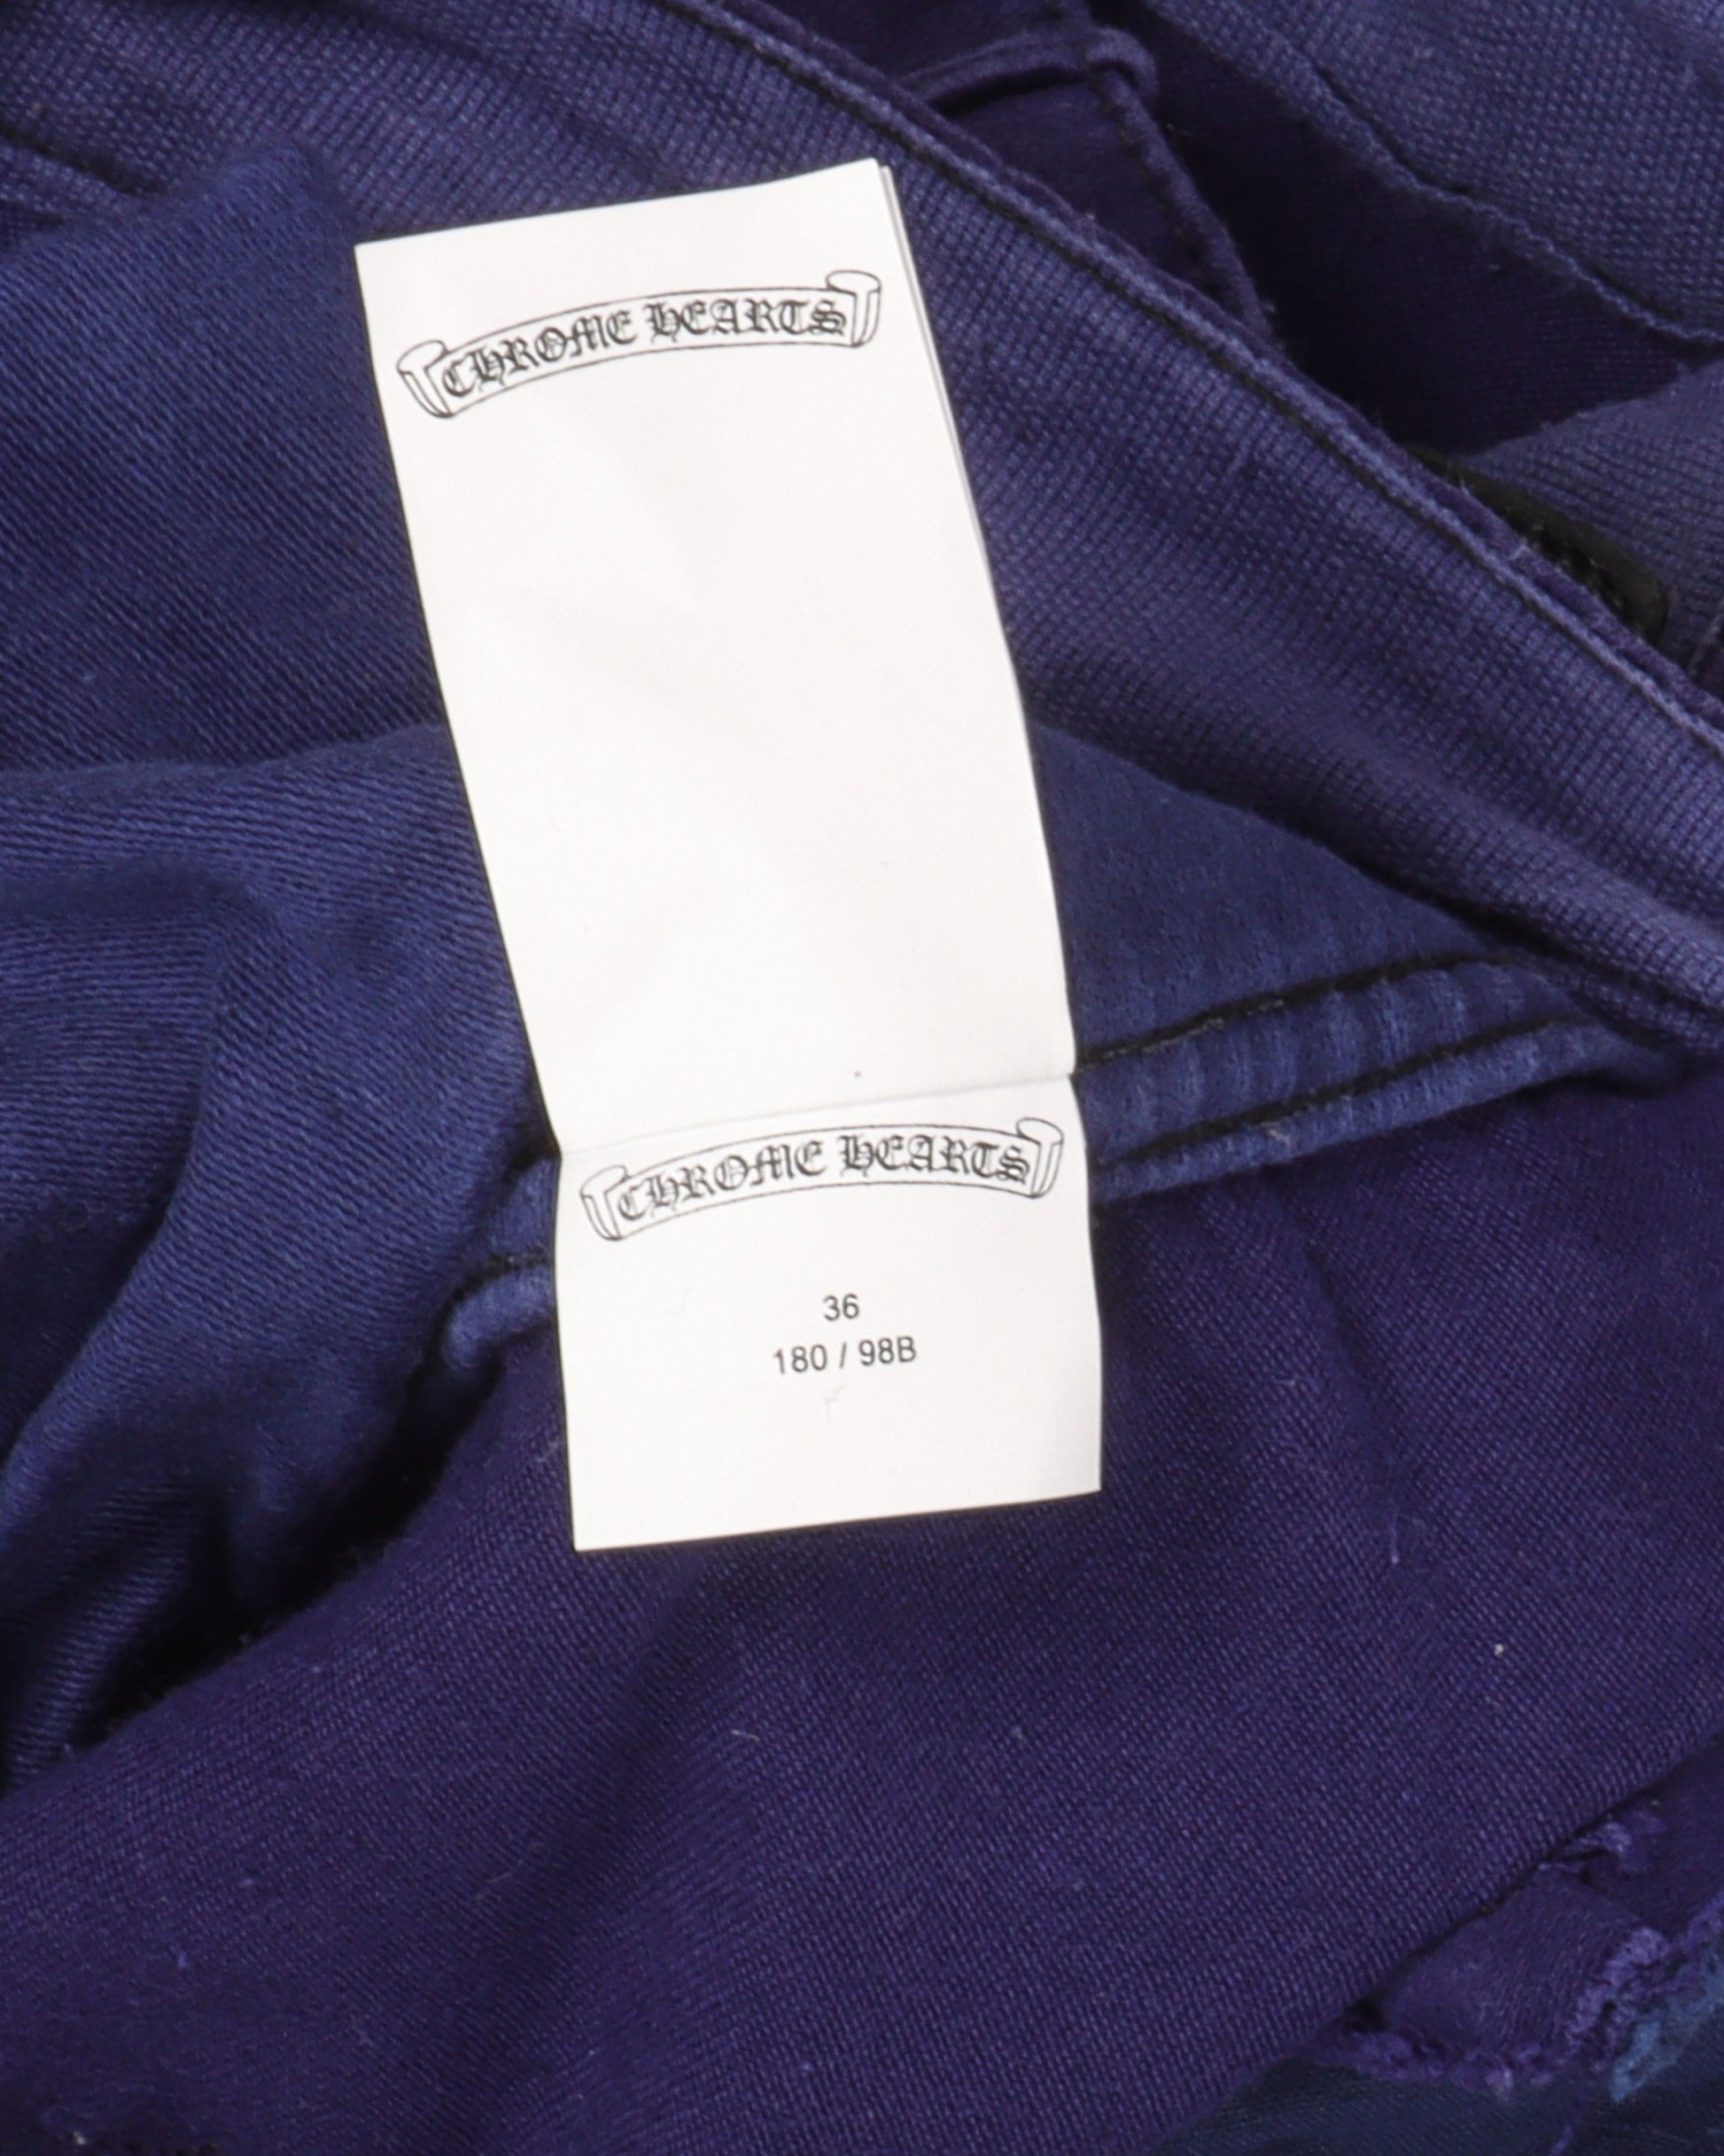 CHROME HEARTS
CHROME HEARTS
36
180 / 98B